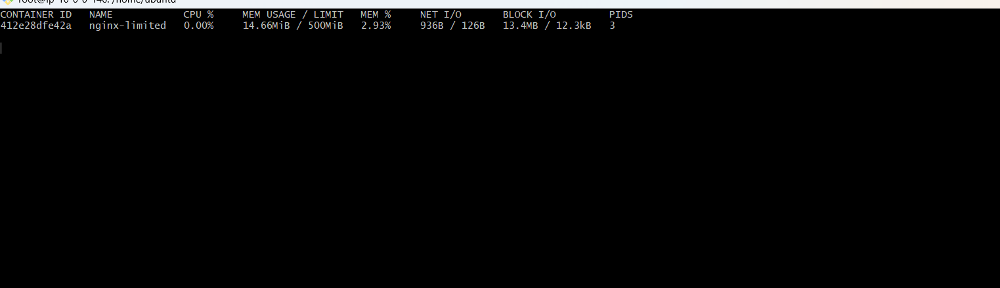 root@ip-10-0-0-146: /home/ubuntu
CONTAINER ID NAME CPU % MEM USAGE / LIMIT MEM % NET I/O BLOCK I/O PIDS
412e28dfe42a nginx-limited 0.00% 14.66MiB / 500MiB 2.93% 936B / 126B 13.4MB / 12.3kB 3